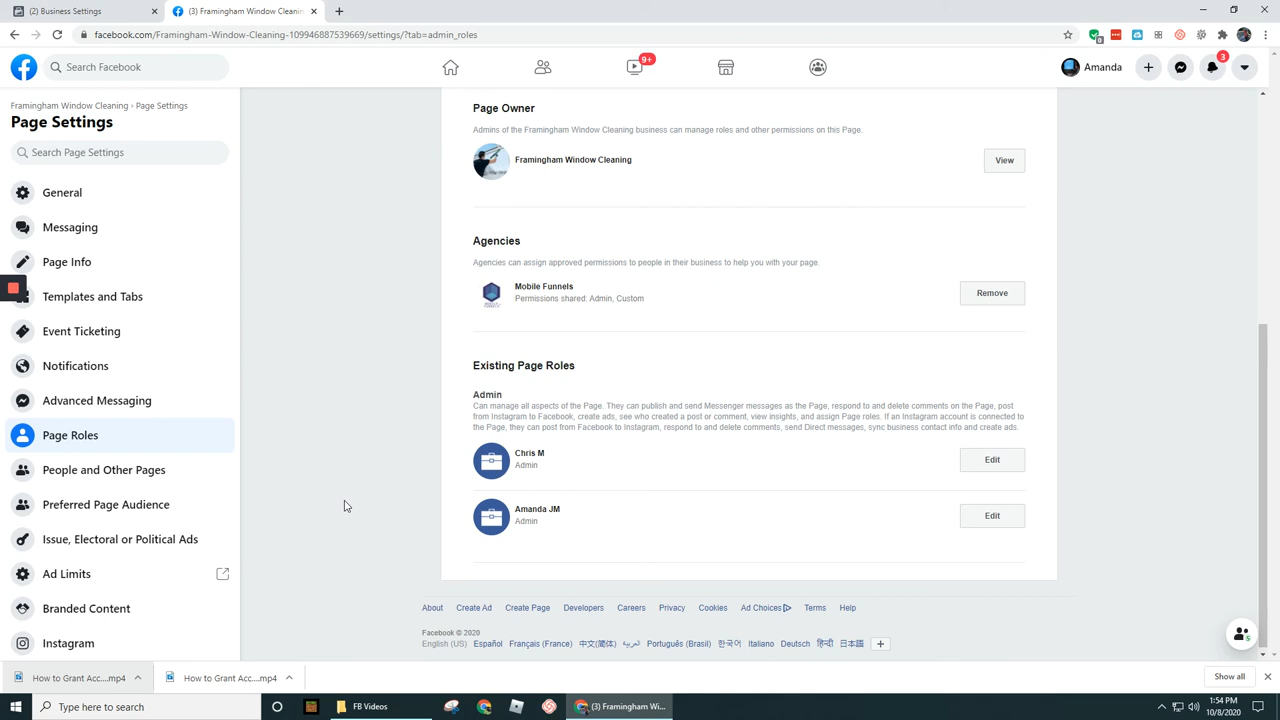 (2) Business Settings
(3) Framingham Window Cleanin
facebook.com/Framingham-Window-Cleaning-109946887539669/settings/?tab=admin_roles
Search Facebook
9+
Amanda
3
Framingham Window Cleaning › Page Settings
Page Settings
Search Page Settings
General
Messaging
Page Info
Templates and Tabs
Event Ticketing
Notifications
Advanced Messaging
Page Roles
People and Other Pages
Preferred Page Audience
Issue, Electoral or Political Ads
Ad Limits
Branded Content
Instagram
Page Owner
Admins of the Framingham Window Cleaning business can manage roles and other permissions on this Page.
Framingham Window Cleaning
View
Agencies
Agencies can assign approved permissions to people in their business to help you with your page.
Mobile Funnels
Permissions shared: Admin, Custom
Remove
Existing Page Roles
Admin
Can manage all aspects of the Page. They can publish and send Messenger messages as the Page, respond to and delete comments on the Page, post
from Instagram to Facebook, create ads, see who created a post or comment, view insights, and assign Page roles. If an Instagram account is connected to
the Page, they can post from Facebook to Instagram, respond to and delete comments, send Direct messages, sync business contact info and create ads.
Chris M
Admin
Edit
Amanda JM
Admin
Edit
About Create Ad Create Page Developers Careers Privacy Cookies Ad Choices Terms Help
Facebook © 2020
English (US) Español Français (France) 中文(简体) العربية Português (Brasil) 한국어 Italiano Deutsch हिन्दी 日本語
How to Grant Acc....mp4
How to Grant Acc....mp4
Show all
Type here to search
FB Videos
(3) Framingham Wi...
1:54 PM
10/8/2020